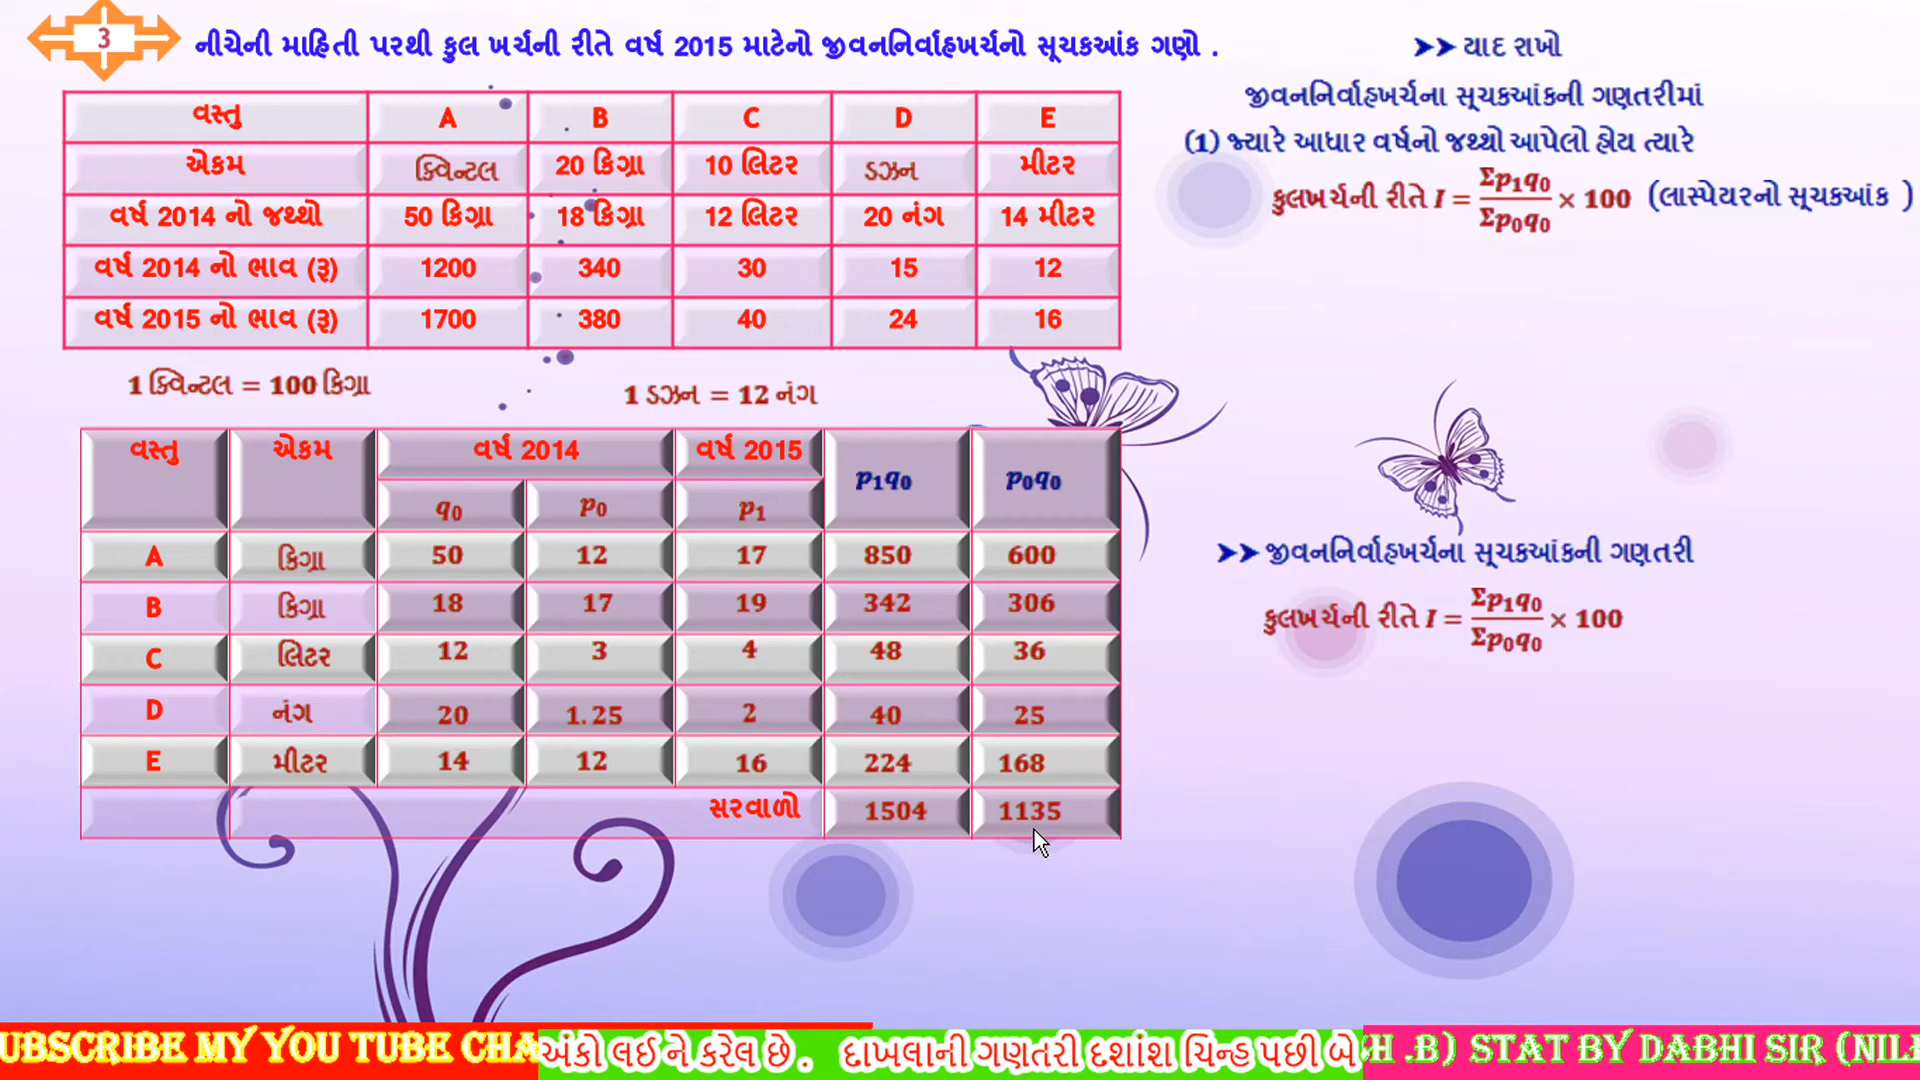 3
નીચેની માહિતી પરથી કુલ ખર્ચની રીતે વર્ષ 2015 માટેનો જીવનનિર્વાહખર્ચનો સૂચકઆંક ગણો .
વસ્તુ A B C D E
એકમ ક્વિન્ટલ 20 કિગ્રા 10 લિટર ડઝન મીટર
વર્ષ 2014 નો જથ્થો 50 કિગ્રા 18 કિગ્રા 12 લિટર 20 નંગ 14 મીટર
વર્ષ 2014 નો ભાવ (રૂ) 1200 340 30 15 12
વર્ષ 2015 નો ભાવ (રૂ) 1700 380 40 24 16
1 ક્વિન્ટલ = 100 કિગ્રા 1 ડઝન = 12 નંગ
વસ્તુ એકમ વર્ષ 2014 વર્ષ 2015 p₁q₀ p₀q₀
q₀ p₀ p₁
A કિગ્રા 50 12 17 850 600
B કિગ્રા 18 17 19 342 306
C લિટર 12 3 4 48 36
D નંગ 20 1.25 2 40 25
E મીટર 14 12 16 224 168
સરવાળો 1504 1135
➤➤ યાદ રાખો
જીવનનિર્વાહખર્ચના સૂચકઆંકની ગણતરીમાં
(1) જ્યારે આધાર વર્ષનો જથ્થો આપેલો હોય ત્યારે
કુલખર્ચની રીતે I = Σp₁q₀ / Σp₀q₀ × 100 (લાસ્પેયરનો સૂચકઆંક )
➤➤ જીવનનિર્વાહખર્ચના સૂચકઆંકની ગણતરી
કુલખર્ચની રીતે I = Σp₁q₀ / Σp₀q₀ × 100
UBSCRIBE MY YOU TUBE CHA
અંકો લઈ ને કરેલ છે . દાખલાની ગણતરી દશાંશ ચિન્હ પછી બે
CH .B) STAT BY DABHI SIR (NIL